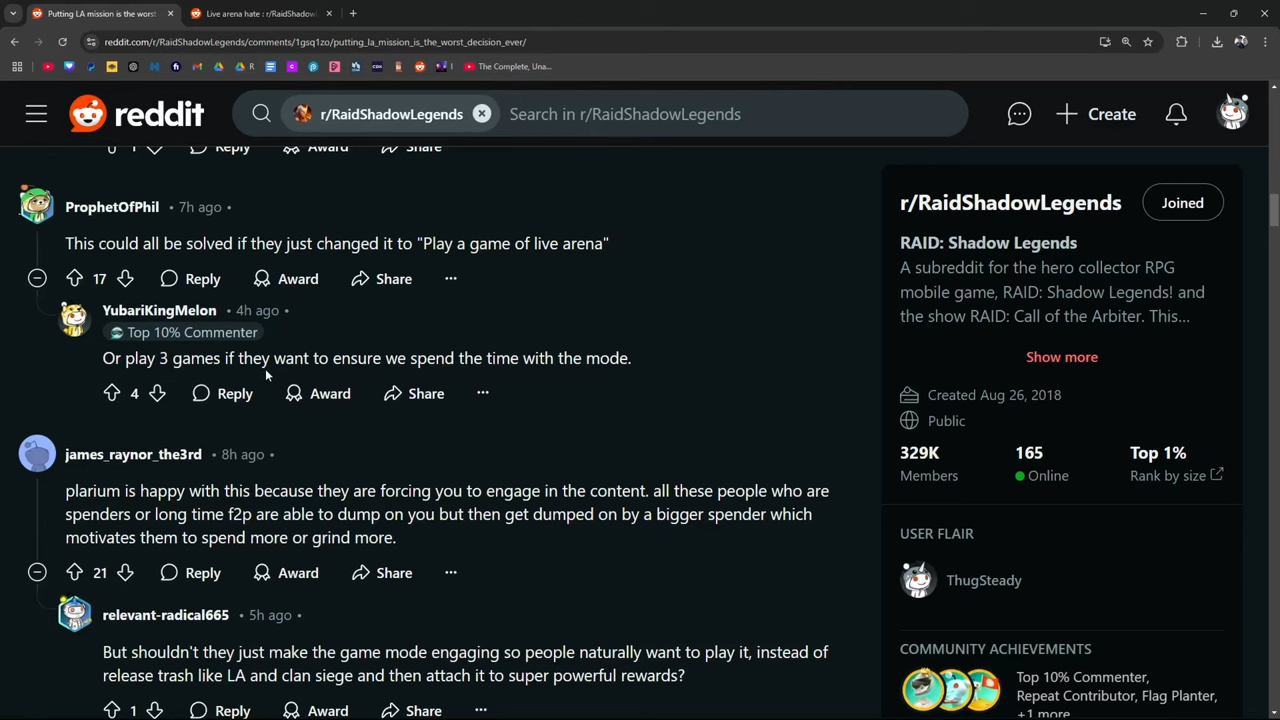 Putting LA mission is the worst
Live arena hate : r/RaidShadow
reddit.com/r/RaidShadowLegends/comments/1gsq1zo/putting_la_mission_is_the_worst_decision_ever/
The Complete, Una...
reddit
r/RaidShadowLegends
Search in r/RaidShadowLegends
Create
1 Reply Award Share
ProphetOfPhil • 7h ago •
This could all be solved if they just changed it to "Play a game of live arena"
17 Reply Award Share ...
YubariKingMelon • 4h ago •
Top 10% Commenter
Or play 3 games if they want to ensure we spend the time with the mode.
4 Reply Award Share ...
james_raynor_the3rd • 8h ago •
plarium is happy with this because they are forcing you to engage in the content. all these people who are
spenders or long time f2p are able to dump on you but then get dumped on by a bigger spender which
motivates them to spend more or grind more.
21 Reply Award Share ...
relevant-radical665 • 5h ago •
But shouldn't they just make the game mode engaging so people naturally want to play it, instead of
release trash like LA and clan siege and then attach it to super powerful rewards?
1 Reply Award Share ...
r/RaidShadowLegends
Joined
RAID: Shadow Legends
A subreddit for the hero collector RPG
mobile game, RAID: Shadow Legends! and
the show RAID: Call of the Arbiter. This...
Show more
Created Aug 26, 2018
Public
329K 165 Top 1%
Members Online Rank by size
USER FLAIR
ThugSteady
COMMUNITY ACHIEVEMENTS
Top 10% Commenter,
Repeat Contributor, Flag Planter,
+1 more